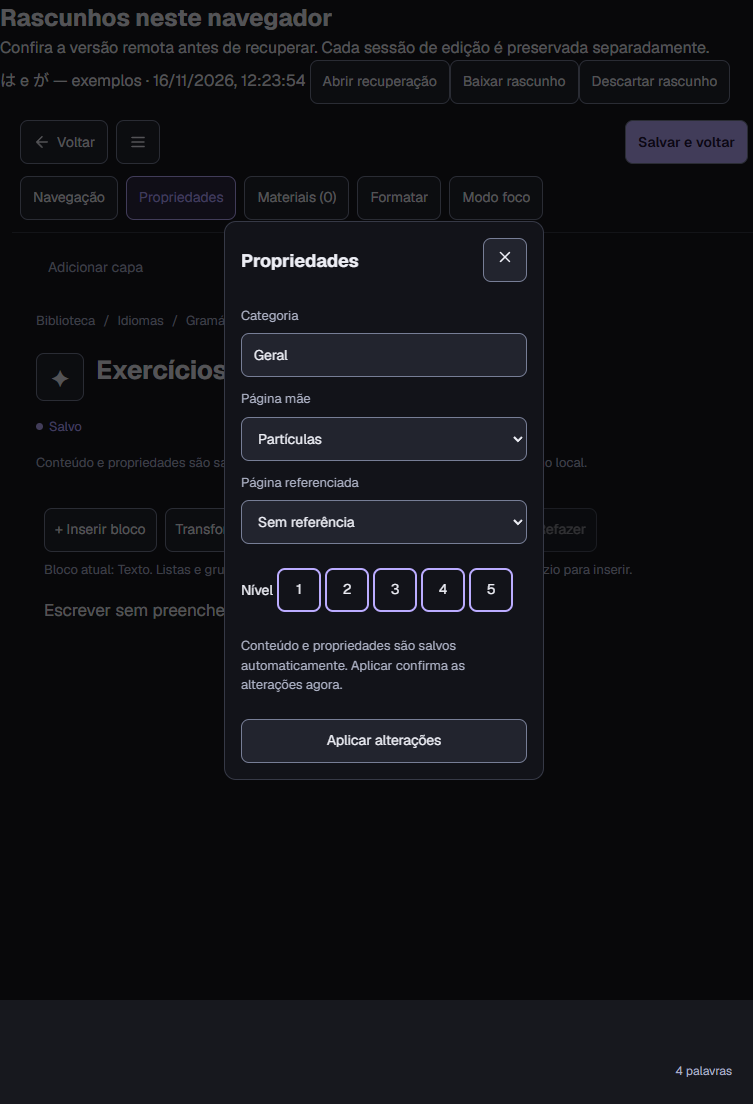 Rascunhos neste navegador
Confira a versão remota antes de recuperar. Cada sessão de edição é preservada separadamente.
は e が — exemplos · 16/11/2026, 12:23:54 Abrir recuperação Baixar rascunho Descartar rascunho
Voltar Salvar e voltar
Navegação Propriedades Materiais (0) Formatar Modo foco
Adicionar capa
Biblioteca / Idiomas / Gramá
Exercícios
Salvo
Conteúdo e propriedades são sa
o local.
+ Inserir bloco Transfor efazer
Bloco atual: Texto. Listas e gru
zio para inserir.
Escrever sem preenche
Propriedades
Categoria
Geral
Página mãe
Partículas
Página referenciada
Sem referência
Nível 1 2 3 4 5
Conteúdo e propriedades são salvos
automaticamente. Aplicar confirma as
alterações agora.
Aplicar alterações
4 palavras